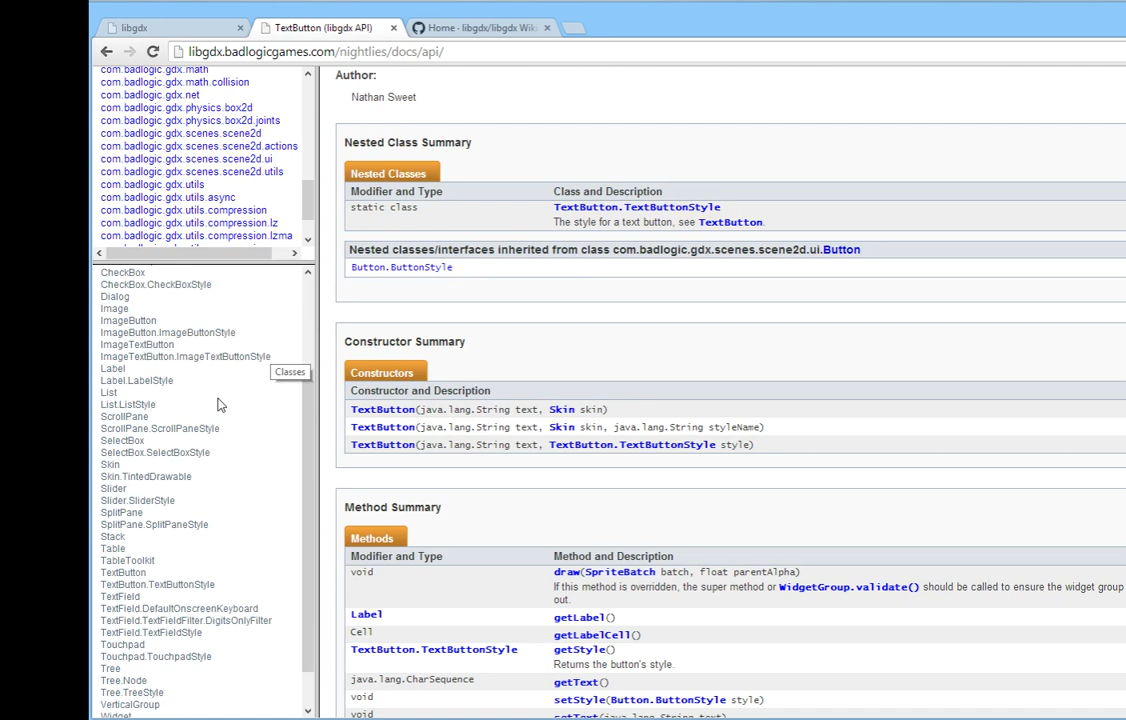 libgdx
TextButton (libgdx API)
Home - libgdx/libgdx Wiki
libgdx.badlogicgames.com/nightlies/docs/api/
com.badlogic.gdx.math
com.badlogic.gdx.math.collision
com.badlogic.gdx.net
com.badlogic.gdx.physics.box2d
com.badlogic.gdx.physics.box2d.joints
com.badlogic.gdx.scenes.scene2d
com.badlogic.gdx.scenes.scene2d.actions
com.badlogic.gdx.scenes.scene2d.ui
com.badlogic.gdx.scenes.scene2d.utils
com.badlogic.gdx.utils
com.badlogic.gdx.utils.async
com.badlogic.gdx.utils.compression
com.badlogic.gdx.utils.compression.lz
com.badlogic.gdx.utils.compression.lzma
CheckBox
CheckBox.CheckBoxStyle
Dialog
Image
ImageButton
ImageButton.ImageButtonStyle
ImageTextButton
ImageTextButton.ImageTextButtonStyle
Label
Label.LabelStyle
List
List.ListStyle
ScrollPane
ScrollPane.ScrollPaneStyle
SelectBox
SelectBox.SelectBoxStyle
Skin
Skin.TintedDrawable
Slider
Slider.SliderStyle
SplitPane
SplitPane.SplitPaneStyle
Stack
Table
TableToolkit
TextButton
TextButton.TextButtonStyle
TextField
TextField.DefaultOnscreenKeyboard
TextField.TextFieldFilter.DigitsOnlyFilter
TextField.TextFieldStyle
Touchpad
Touchpad.TouchpadStyle
Tree
Tree.Node
Tree.TreeStyle
VerticalGroup
Widget
Classes
Author:
Nathan Sweet
Nested Class Summary
Nested Classes
Modifier and Type Class and Description
static class TextButton.TextButtonStyle
The style for a text button, see TextButton.
Nested classes/interfaces inherited from class com.badlogic.gdx.scenes.scene2d.ui.Button
Button.ButtonStyle
Constructor Summary
Constructors
Constructor and Description
TextButton(java.lang.String text, Skin skin)
TextButton(java.lang.String text, Skin skin, java.lang.String styleName)
TextButton(java.lang.String text, TextButton.TextButtonStyle style)
Method Summary
Methods
Modifier and Type Method and Description
void draw(SpriteBatch batch, float parentAlpha)
If this method is overridden, the super method or WidgetGroup.validate() should be called to ensure the widget group
out.
Label getLabel()
Cell getLabelCell()
TextButton.TextButtonStyle getStyle()
Returns the button's style.
java.lang.CharSequence getText()
void setStyle(Button.ButtonStyle style)
void setText(java.lang.String text)